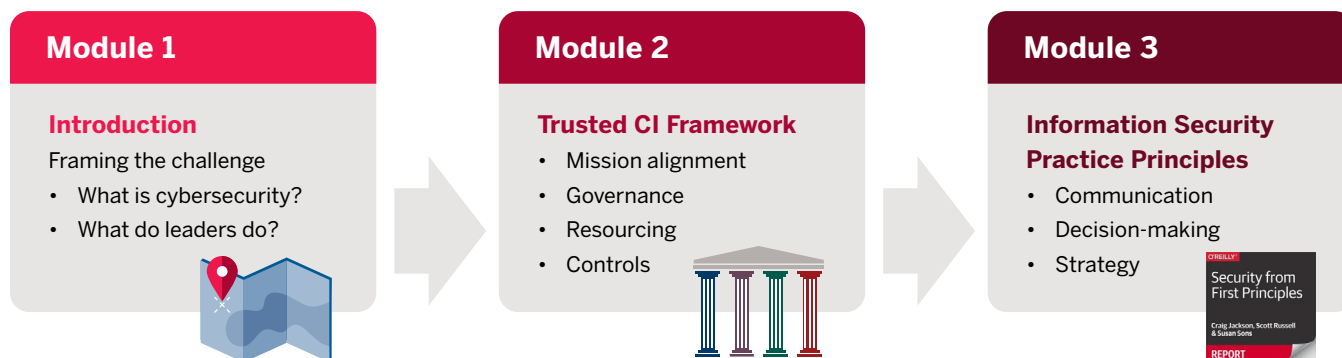 Module 1
Introduction
Framing the challenge
• What is cybersecurity?
• What do leaders do?
Module 2
Trusted CI Framework
• Mission alignment
• Governance
• Resourcing
• Controls
Module 3
Information Security
Practice Principles
• Communication
• Decision-making
• Strategy
O'REILLY®
Security from
First Principles
Craig Jackson, Scott Russell
& Susan Sons
REPORT